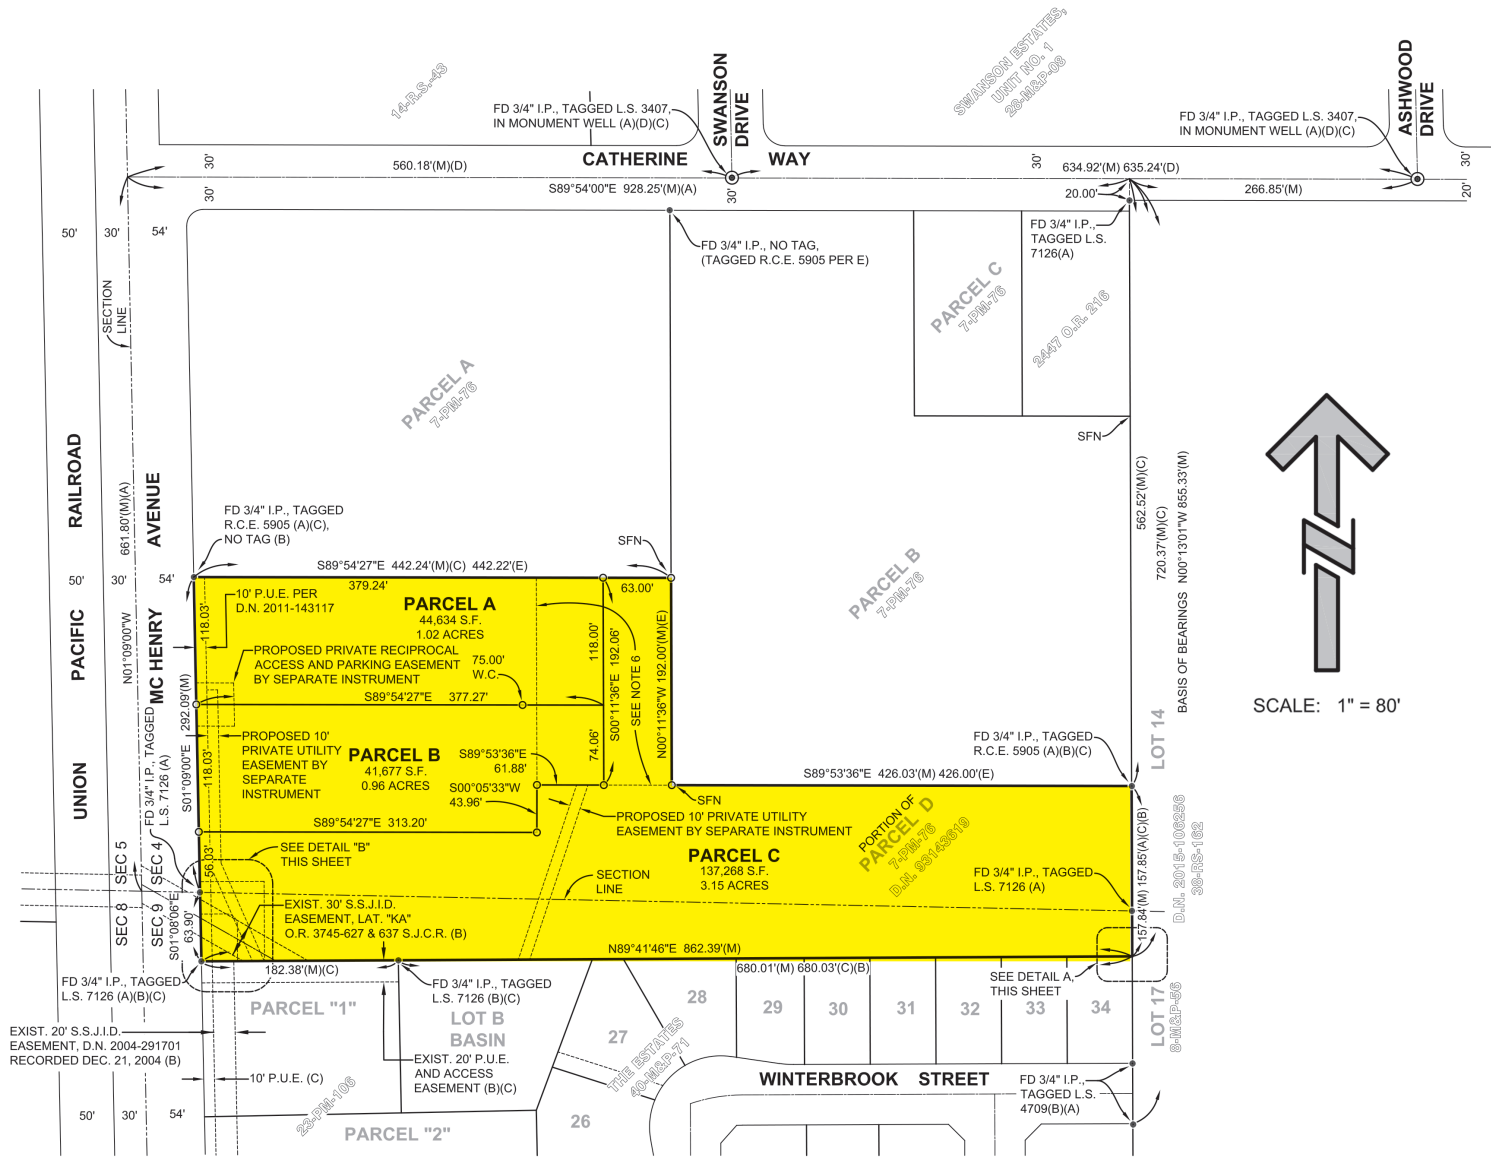 14-R.S.-43
SWANSON ESTATES,
UNIT NO. 1
28-M&P-08
FD 3/4" I.P., TAGGED L.S. 3407,
IN MONUMENT WELL (A)(D)(C)
SWANSON
DRIVE
FD 3/4" I.P., TAGGED L.S. 3407,
IN MONUMENT WELL (A)(D)(C)
ASHWOOD
DRIVE
30'
560.18'(M)(D)
CATHERINE WAY
30'
634.92'(M) 635.24'(D)
30'
30'
S89°54'00"E 928.25'(M)(A)
30'
20.00'
266.85'(M)
20'
50'
30'
54'
FD 3/4" I.P., NO TAG,
(TAGGED R.C.E. 5905 PER E)
FD 3/4" I.P.,
TAGGED L.S.
7126(A)
SECTION
LINE
PARCEL C
7-PM-76
2447 O.R. 216
PARCEL A
7-PM-76
SFN
RAILROAD
661.80'(M)(A)
AVENUE
562.52'(M)(C)
720.37'(M)(C)
BASIS OF BEARINGS N00°13'01"W 855.33'(M)
FD 3/4" I.P., TAGGED
R.C.E. 5905 (A)(C),
NO TAG (B)
SFN
PARCEL B
7-PM-76
S89°54'27"E 442.24'(M)(C) 442.22'(E)
50'
30'
54'
379.24'
63.00'
10' P.U.E. PER
D.N. 2011-143117
PARCEL A
44,634 S.F.
1.02 ACRES
118.03'
118.00'
S00°11'36"E 192.06'
SEE NOTE 6
N00°11'36"W 192.00'(M)(E)
PACIFIC
N01°09'00"W
MC HENRY
PROPOSED PRIVATE RECIPROCAL
ACCESS AND PARKING EASEMENT
BY SEPARATE INSTRUMENT
75.00'
W.C.
S89°54'27"E 377.27'
SCALE: 1" = 80'
LOT 14
S01°09'00"E 292.09'(M)
FD 3/4" I.P., TAGGED
L.S. 7126 (A)
118.03'
PROPOSED 10'
PRIVATE UTILITY
EASEMENT BY
SEPARATE
INSTRUMENT
PARCEL B
41,677 S.F.
0.96 ACRES
S89°53'36"E
61.88'
S00°05'33"W
43.96'
74.06'
FD 3/4" I.P., TAGGED
R.C.E. 5905 (A)(B)(C)
S89°53'36"E 426.03'(M) 426.00'(E)
SFN
UNION
PROPOSED 10' PRIVATE UTILITY
EASEMENT BY SEPARATE INSTRUMENT
PORTION OF
PARCEL D
7-PM-76
D.N. 93143619
D.N. 2015-106256
38-RS-162
S89°54'27"E 313.20'
SEE DETAIL "B"
THIS SHEET
PARCEL C
137,268 S.F.
3.15 ACRES
SEC 5
SEC 4
56.03'
SECTION
LINE
FD 3/4" I.P., TAGGED
L.S. 7126 (A)
157.84'(M) 157.85'(A)(C)(B)
SEC 8
SEC 9
S01°08'06"E
63.90'
EXIST. 30' S.S.J.I.D.
EASEMENT, LAT. "KA"
O.R. 3745-627 & 637 S.J.C.R. (B)
N89°41'46"E 862.39'(M)
182.38'(M)(C)
680.01'(M) 680.03'(C)(B)
FD 3/4" I.P., TAGGED
L.S. 7126 (A)(B)(C)
FD 3/4" I.P., TAGGED
L.S. 7126 (B)(C)
SEE DETAIL A,
THIS SHEET
PARCEL "1"
LOT B
BASIN
27
28
29
30
31
32
33
34
LOT 17
8-M&P-56
EXIST. 20' S.S.J.I.D.
EASEMENT, D.N. 2004-291701
RECORDED DEC. 21, 2004 (B)
EXIST. 20' P.U.E.
AND ACCESS
EASEMENT (B)(C)
THE ESTATES
40-M&P-71
10' P.U.E. (C)
WINTERBROOK STREET
FD 3/4" I.P.,
TAGGED L.S.
4709(B)(A)
50'
30'
54'
23-PM-106
PARCEL "2"
26